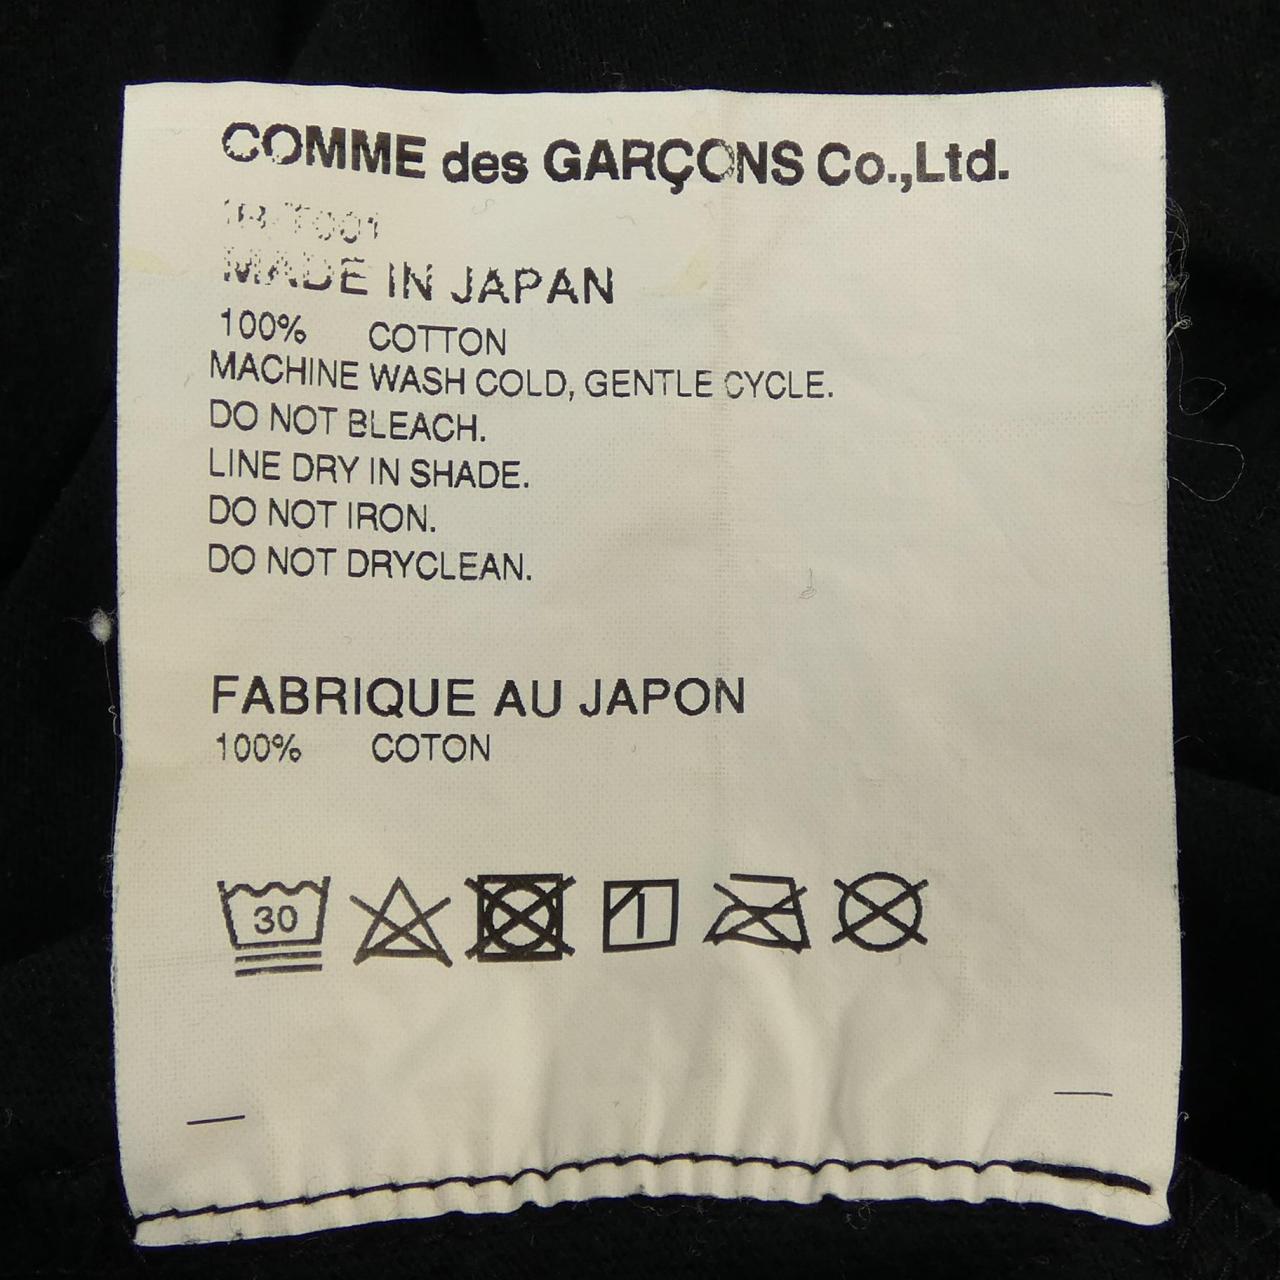 COMME des GARÇONS Co.,Ltd.
MADE IN JAPAN
100% COTTON
MACHINE WASH COLD, GENTLE CYCLE.
DO NOT BLEACH.
LINE DRY IN SHADE.
DO NOT IRON.
DO NOT DRYCLEAN.
FABRIQUE AU JAPON
100% COTON
30